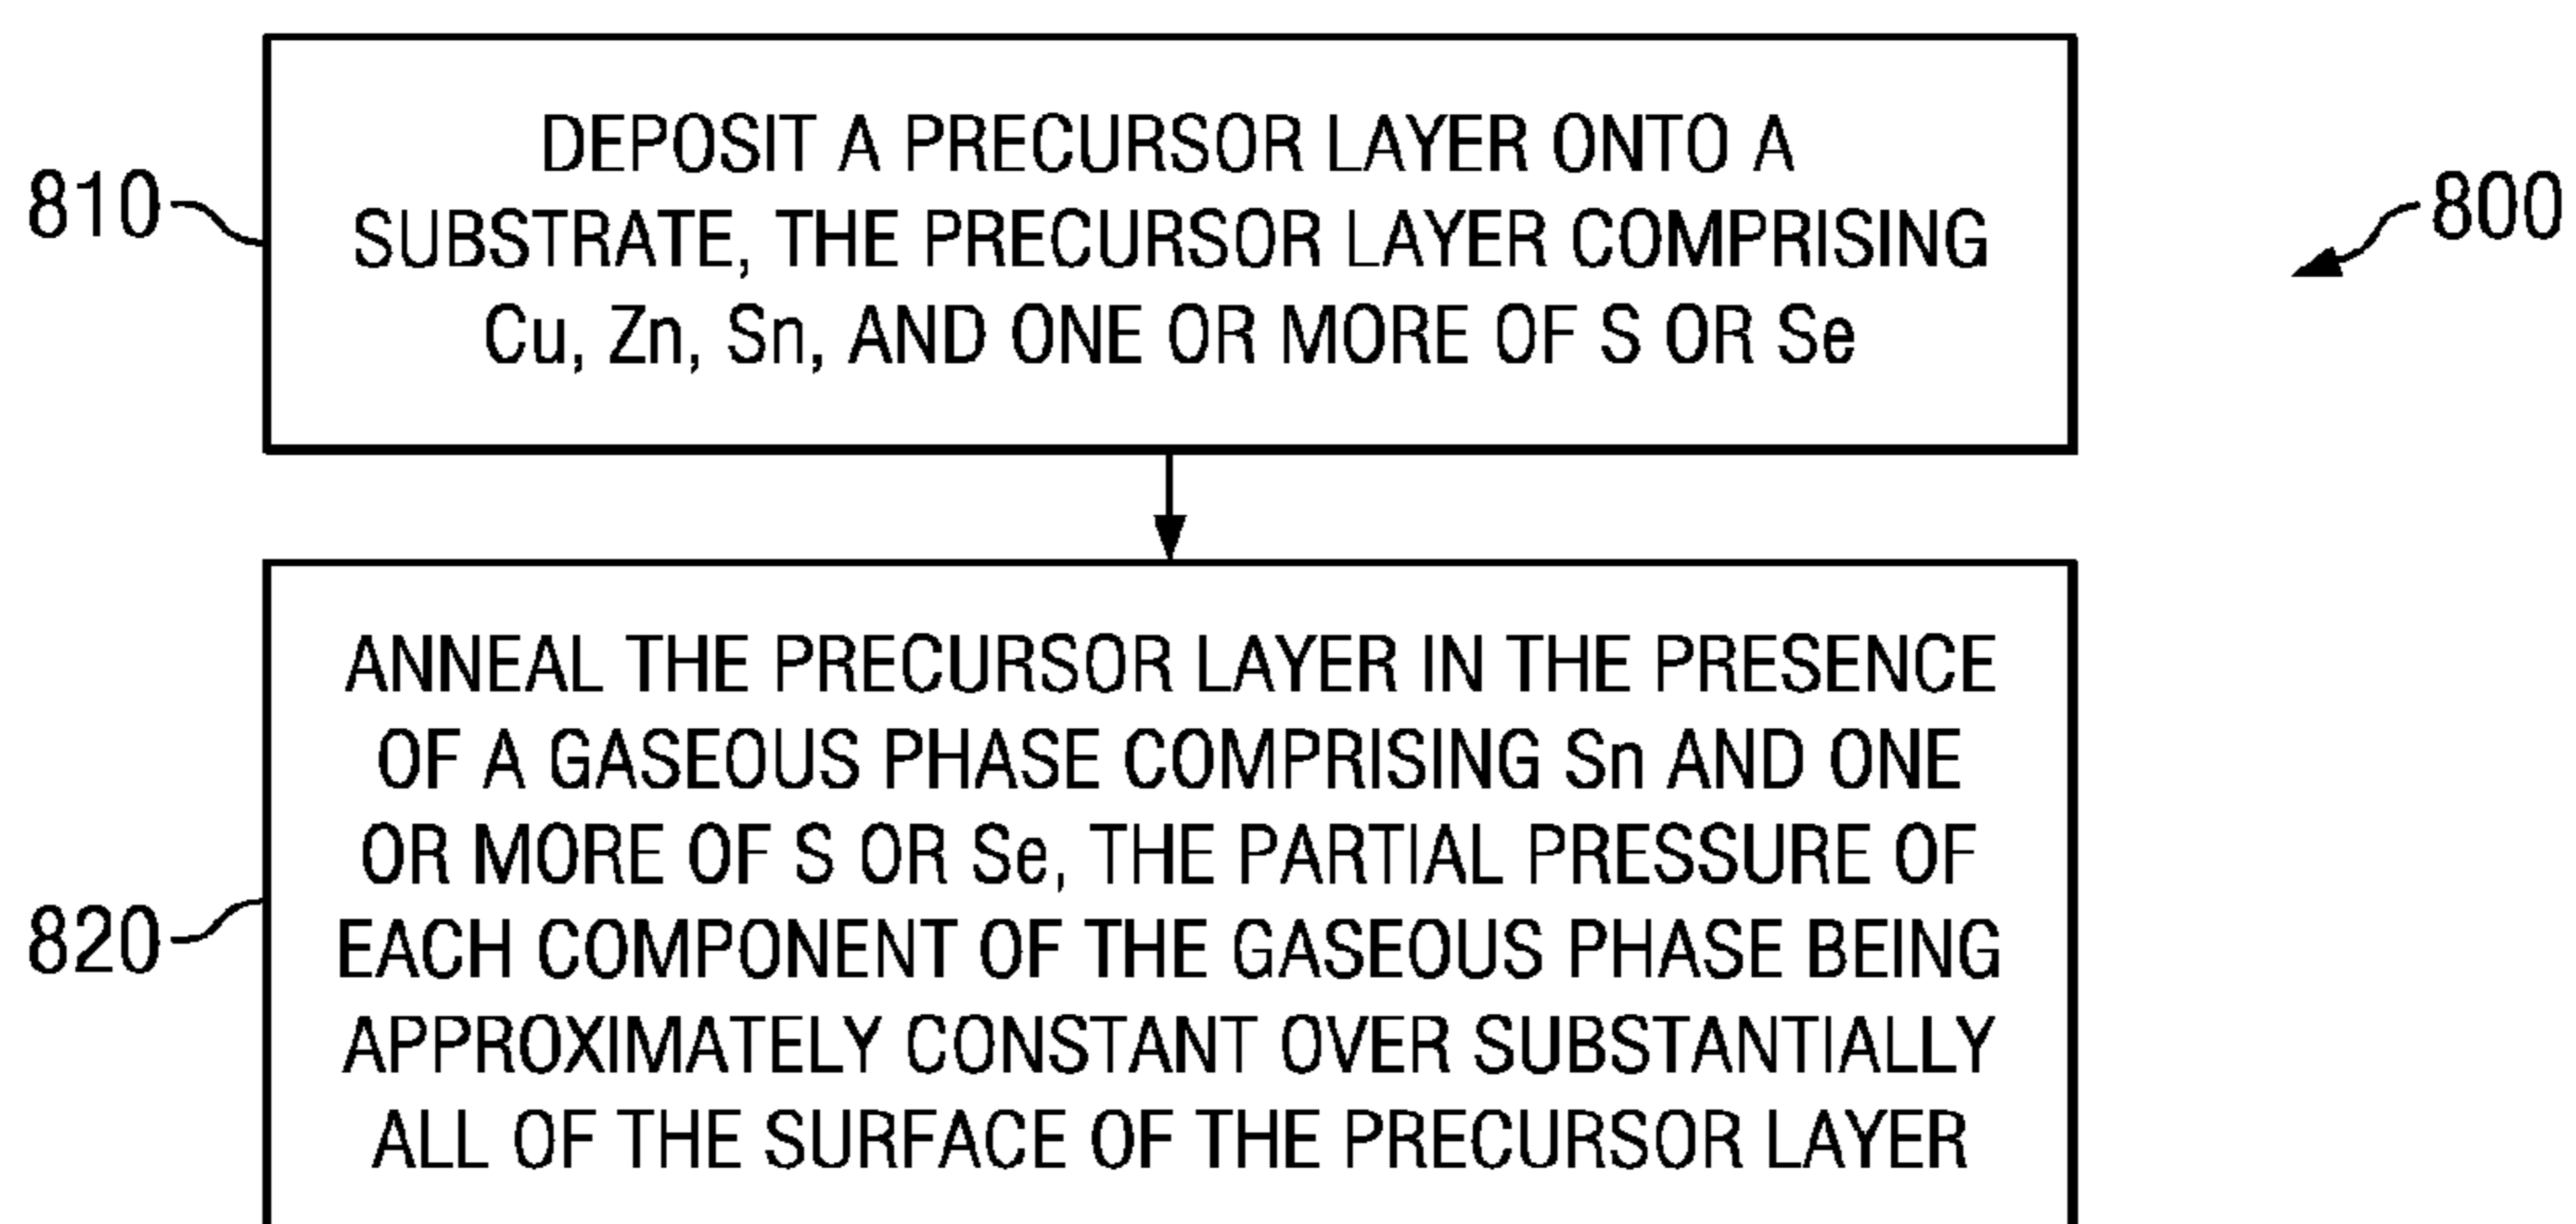 DEPOSIT A PRECURSOR LAYER ONTO A
SUBSTRATE, THE PRECURSOR LAYER COMPRISING
Cu, Zn, Sn, AND ONE OR MORE OF S OR Se
810
800
ANNEAL THE PRECURSOR LAYER IN THE PRESENCE
OF A GASEOUS PHASE COMPRISING Sn AND ONE
OR MORE OF S OR Se, THE PARTIAL PRESSURE OF
EACH COMPONENT OF THE GASEOUS PHASE BEING
APPROXIMATELY CONSTANT OVER SUBSTANTIALLY
ALL OF THE SURFACE OF THE PRECURSOR LAYER
820